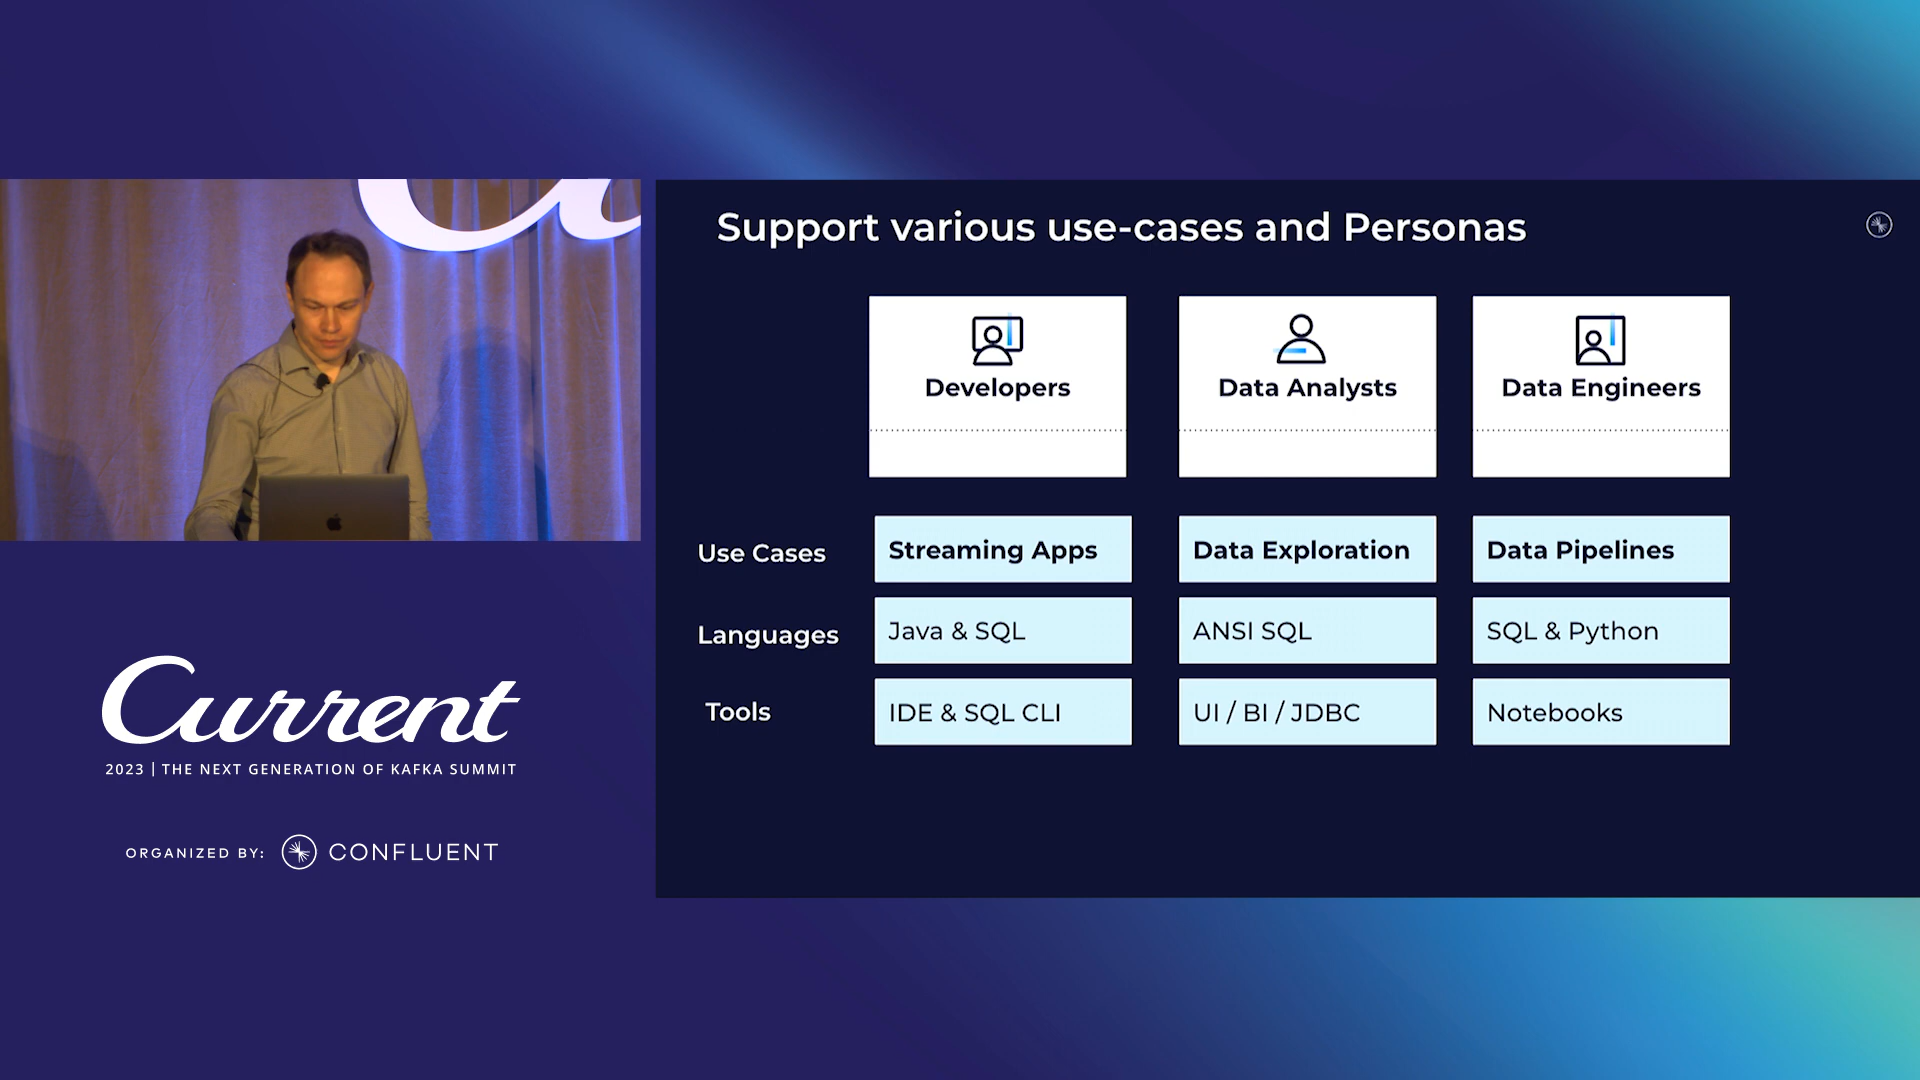 Support various use-cases and Personas
Developers
Data Analysts
Data Engineers
Use Cases
Streaming Apps
Data Exploration
Data Pipelines
Languages
Java & SQL
ANSI SQL
SQL & Python
Tools
IDE & SQL CLI
UI / BI / JDBC
Notebooks
Current
2023 | THE NEXT GENERATION OF KAFKA SUMMIT
ORGANIZED BY: CONFLUENT